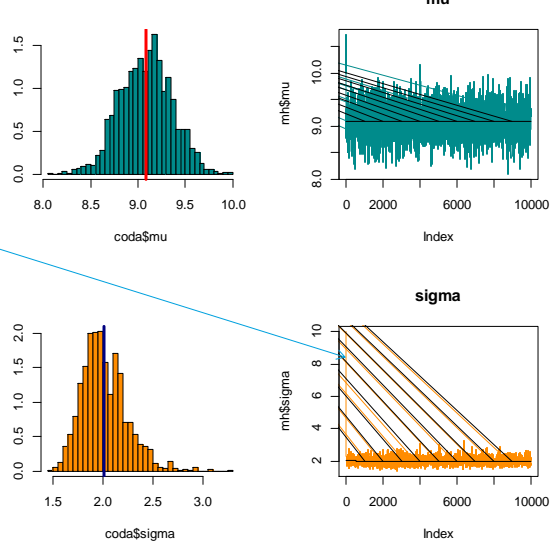 mu
0.0 0.5 1.0 1.5
8.0 8.5 9.0 9.5 10.0
coda$mu
mh$mu
8.0 9.0 10.0
0 2000 6000 10000
Index
sigma
0.0 0.5 1.0 1.5 2.0
1.5 2.0 2.5 3.0
coda$sigma
mh$sigma
2 4 6 8 10
0 2000 6000 10000
Index